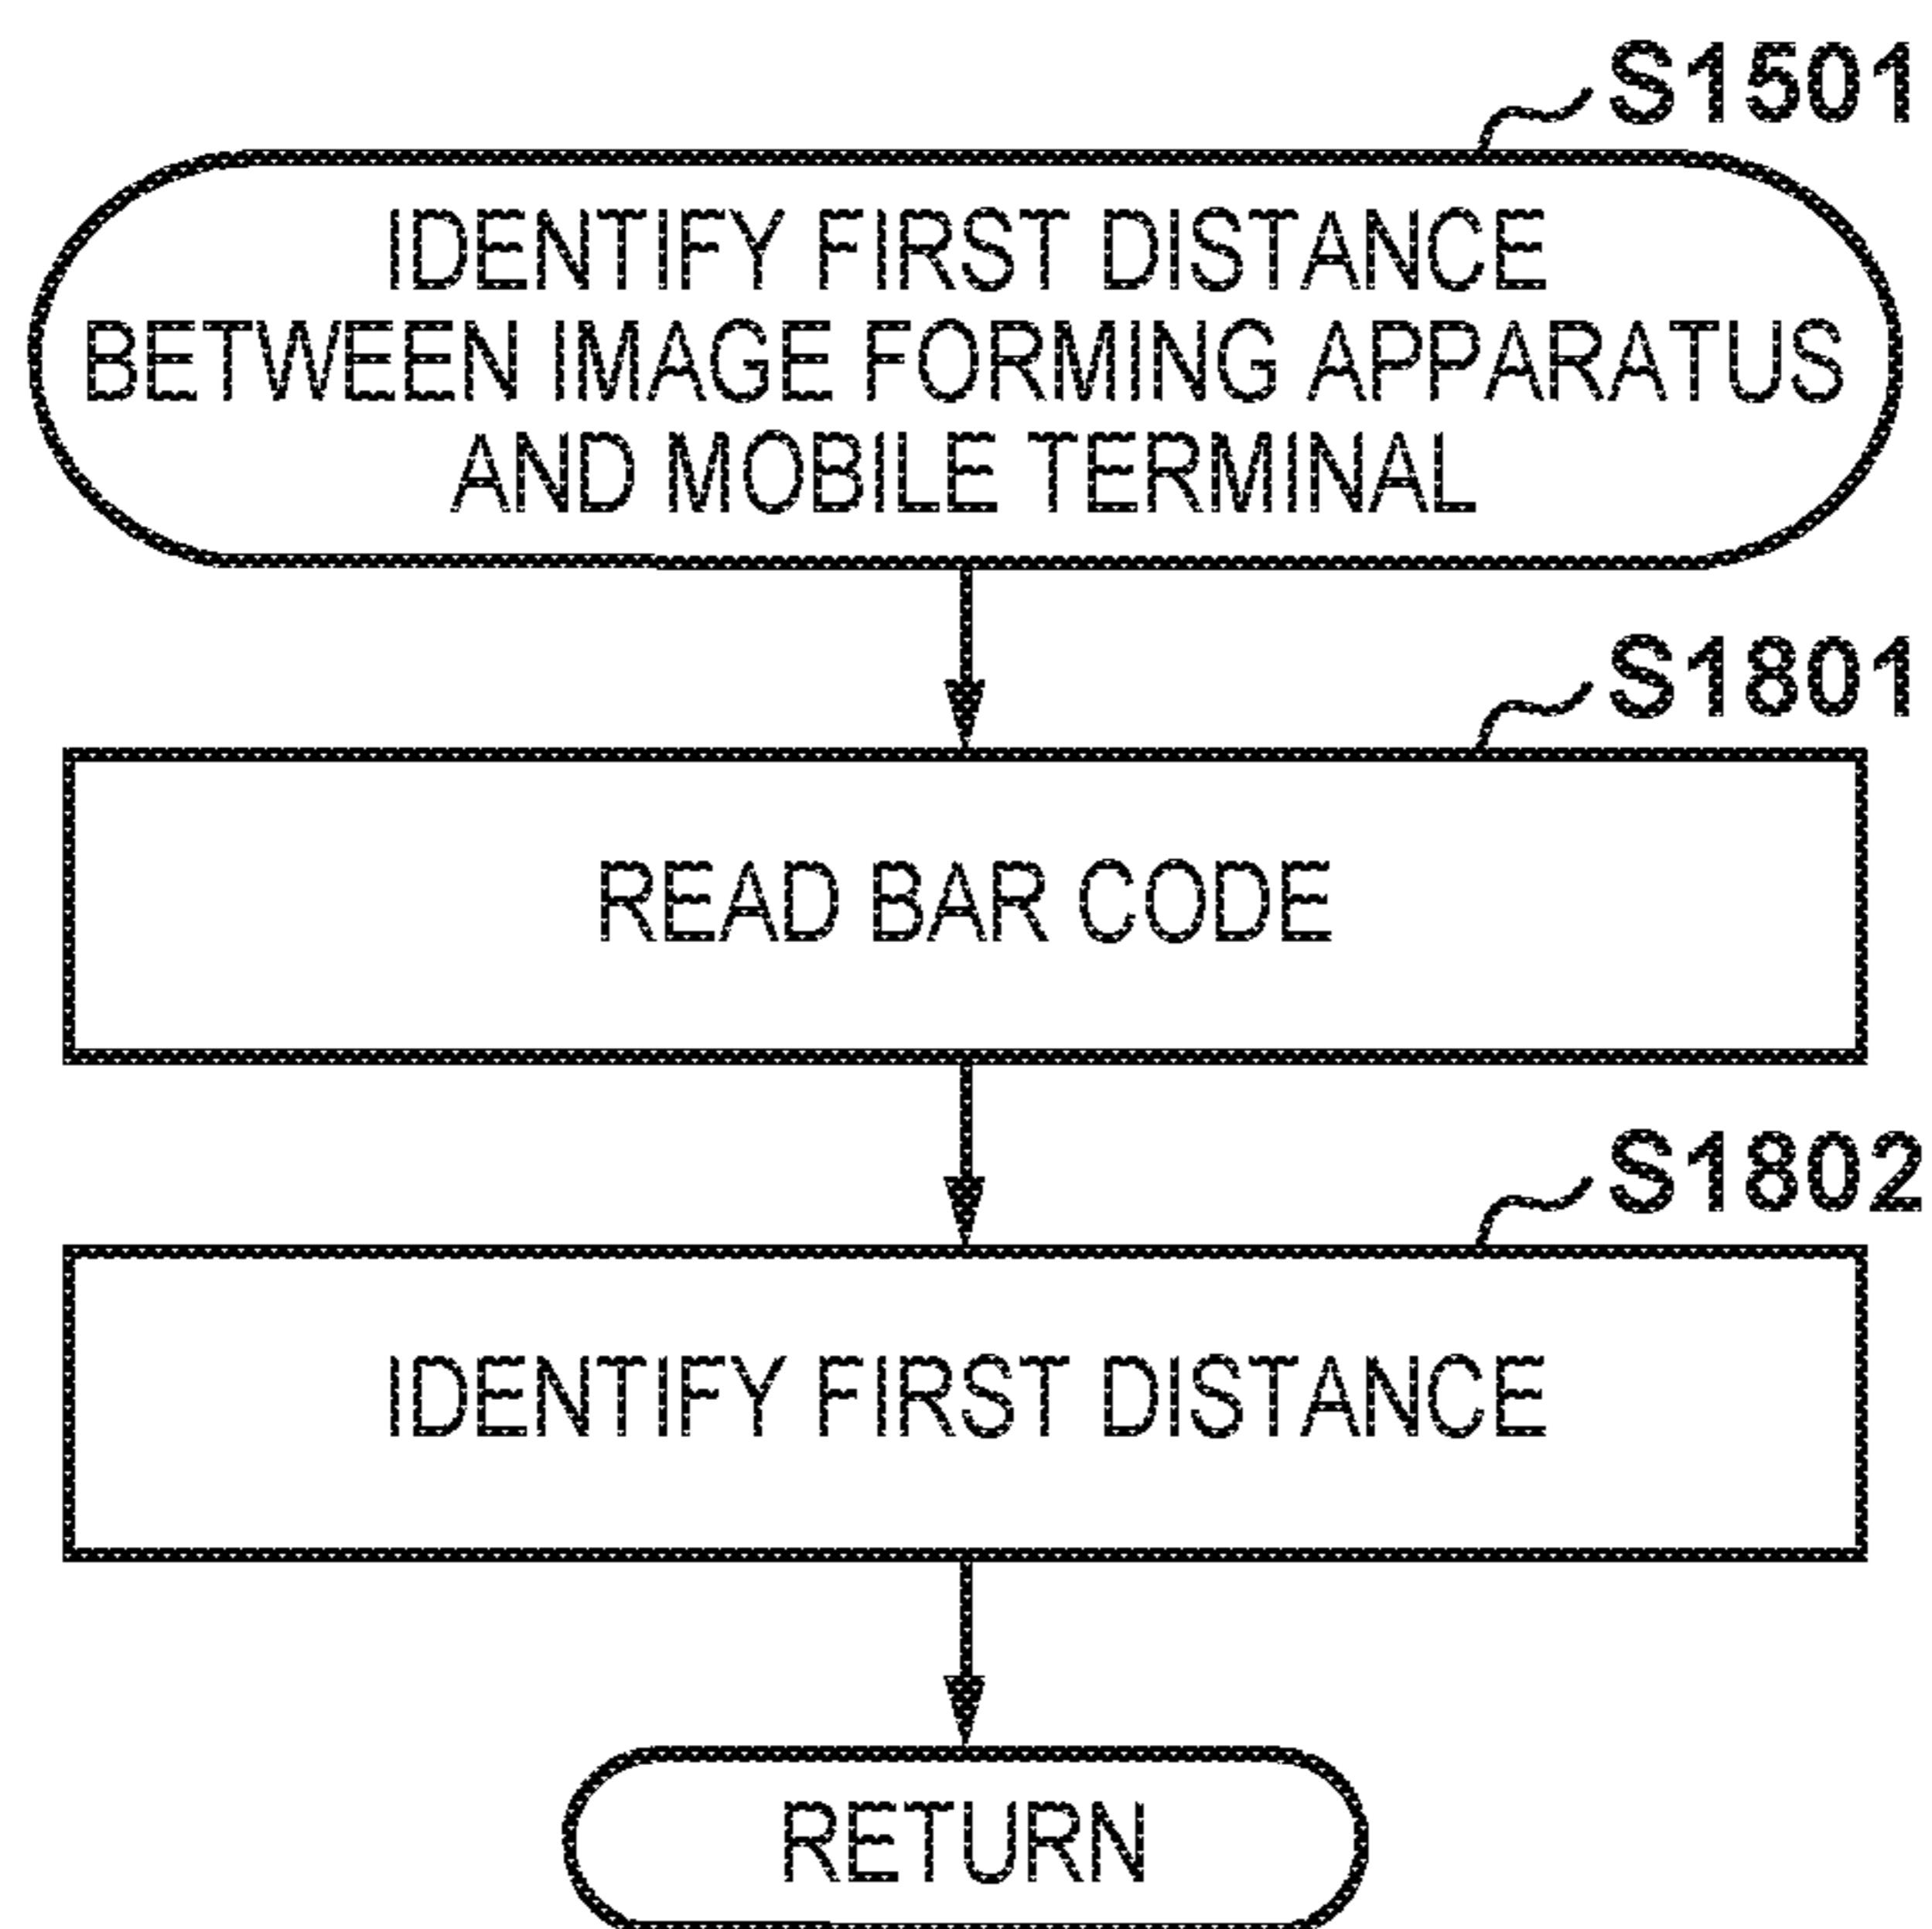 S1501
IDENTIFY FIRST DISTANCE
BETWEEN IMAGE FORMING APPARATUS
AND MOBILE TERMINAL
S1801
READ BAR CODE
S1802
IDENTIFY FIRST DISTANCE
RETURN